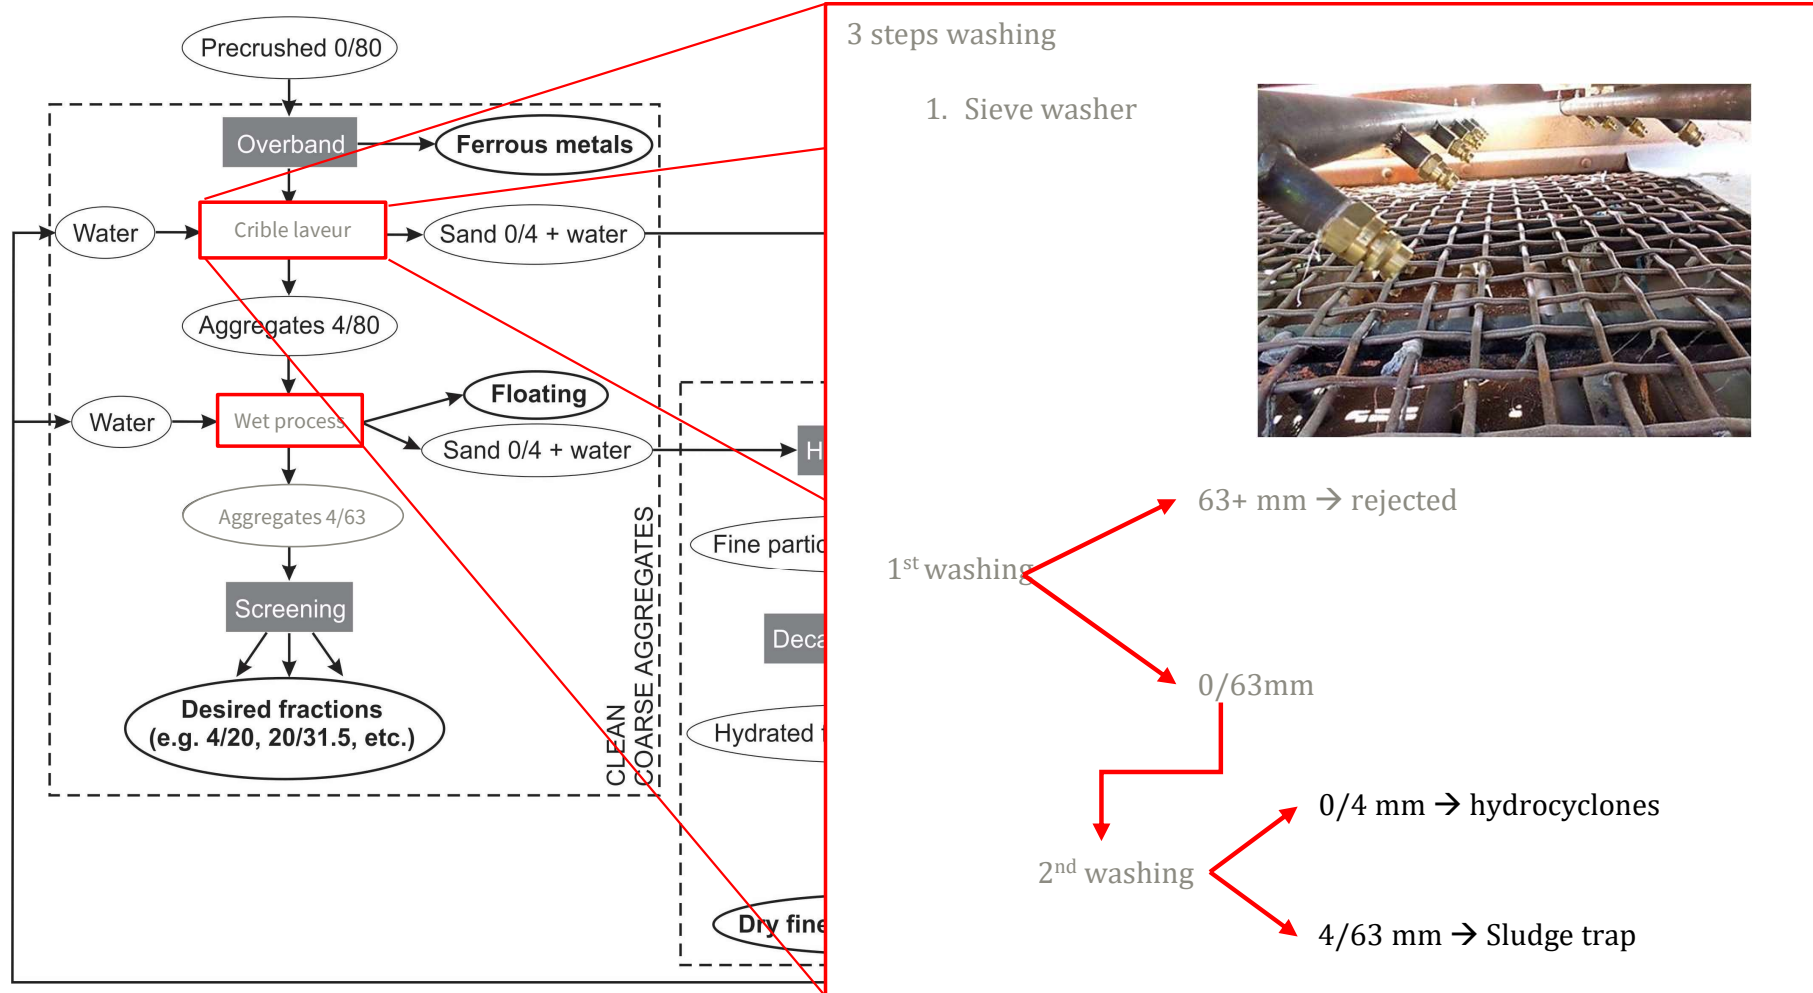 Precrushed 0/80
Overband
Ferrous metals
Water
Crible laveur
Sand 0/4 + water
Aggregates 4/80
Floating
Water
Wet process
Sand 0/4 + water
Aggregates 4/63
Screening
Desired fractions
(e.g. 4/20, 20/31.5, etc.)
CLEAN
COARSE AGGREGATES
H
Fine partic
Deca
Hydrated f
Dry fine
3 steps washing
1. Sieve washer
63+ mm → rejected
1st washing
0/63mm
0/4 mm → hydrocyclones
2nd washing
4/63 mm → Sludge trap